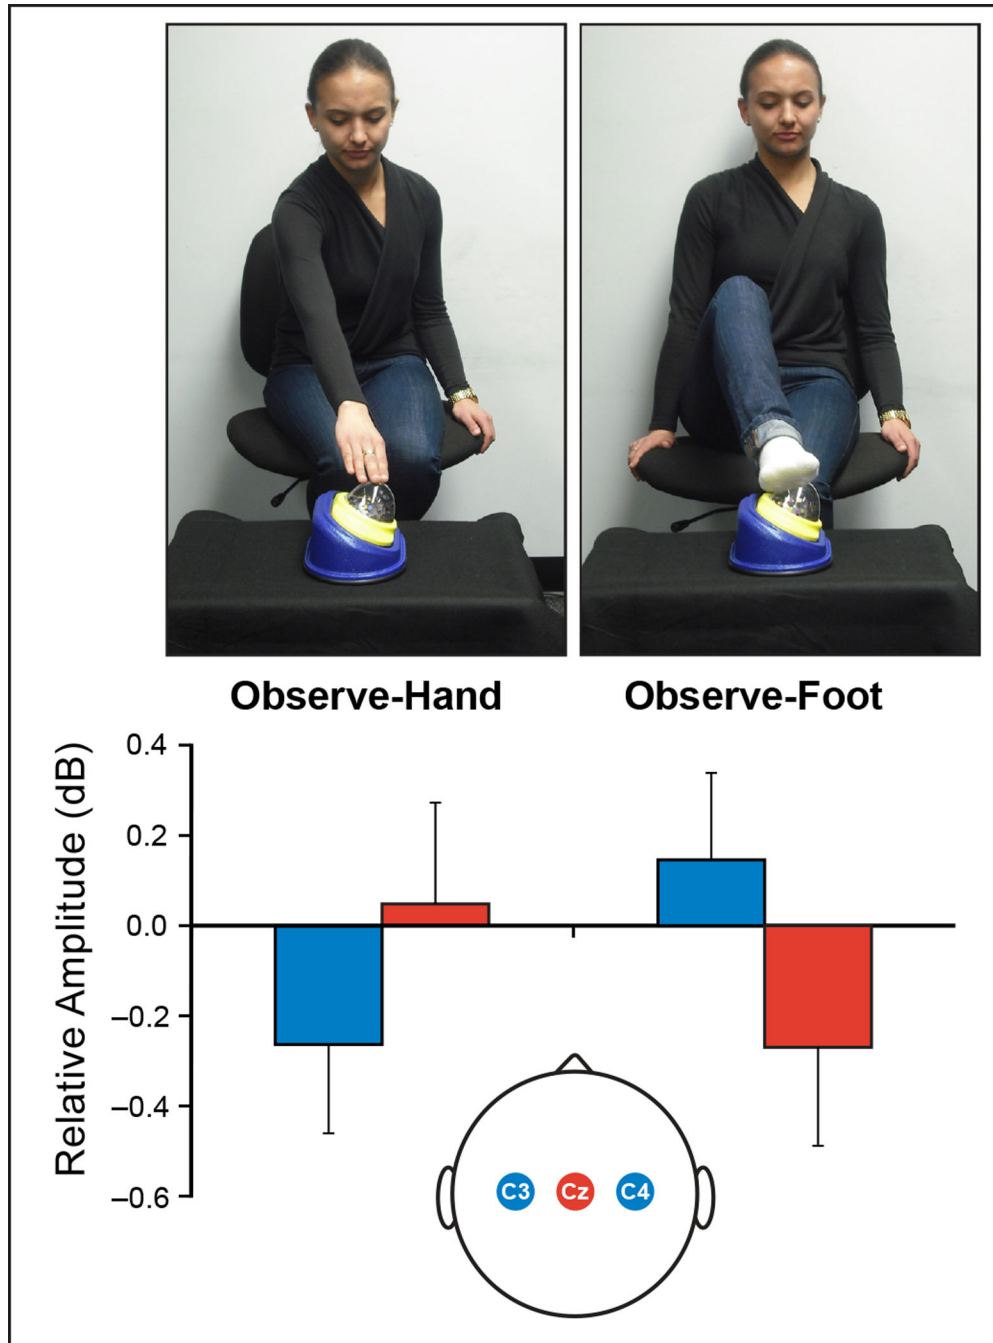 Observe-Hand
Observe-Foot
Relative Amplitude (dB)
0.4
0.2
0.0
–0.2
–0.4
–0.6
C3 Cz C4